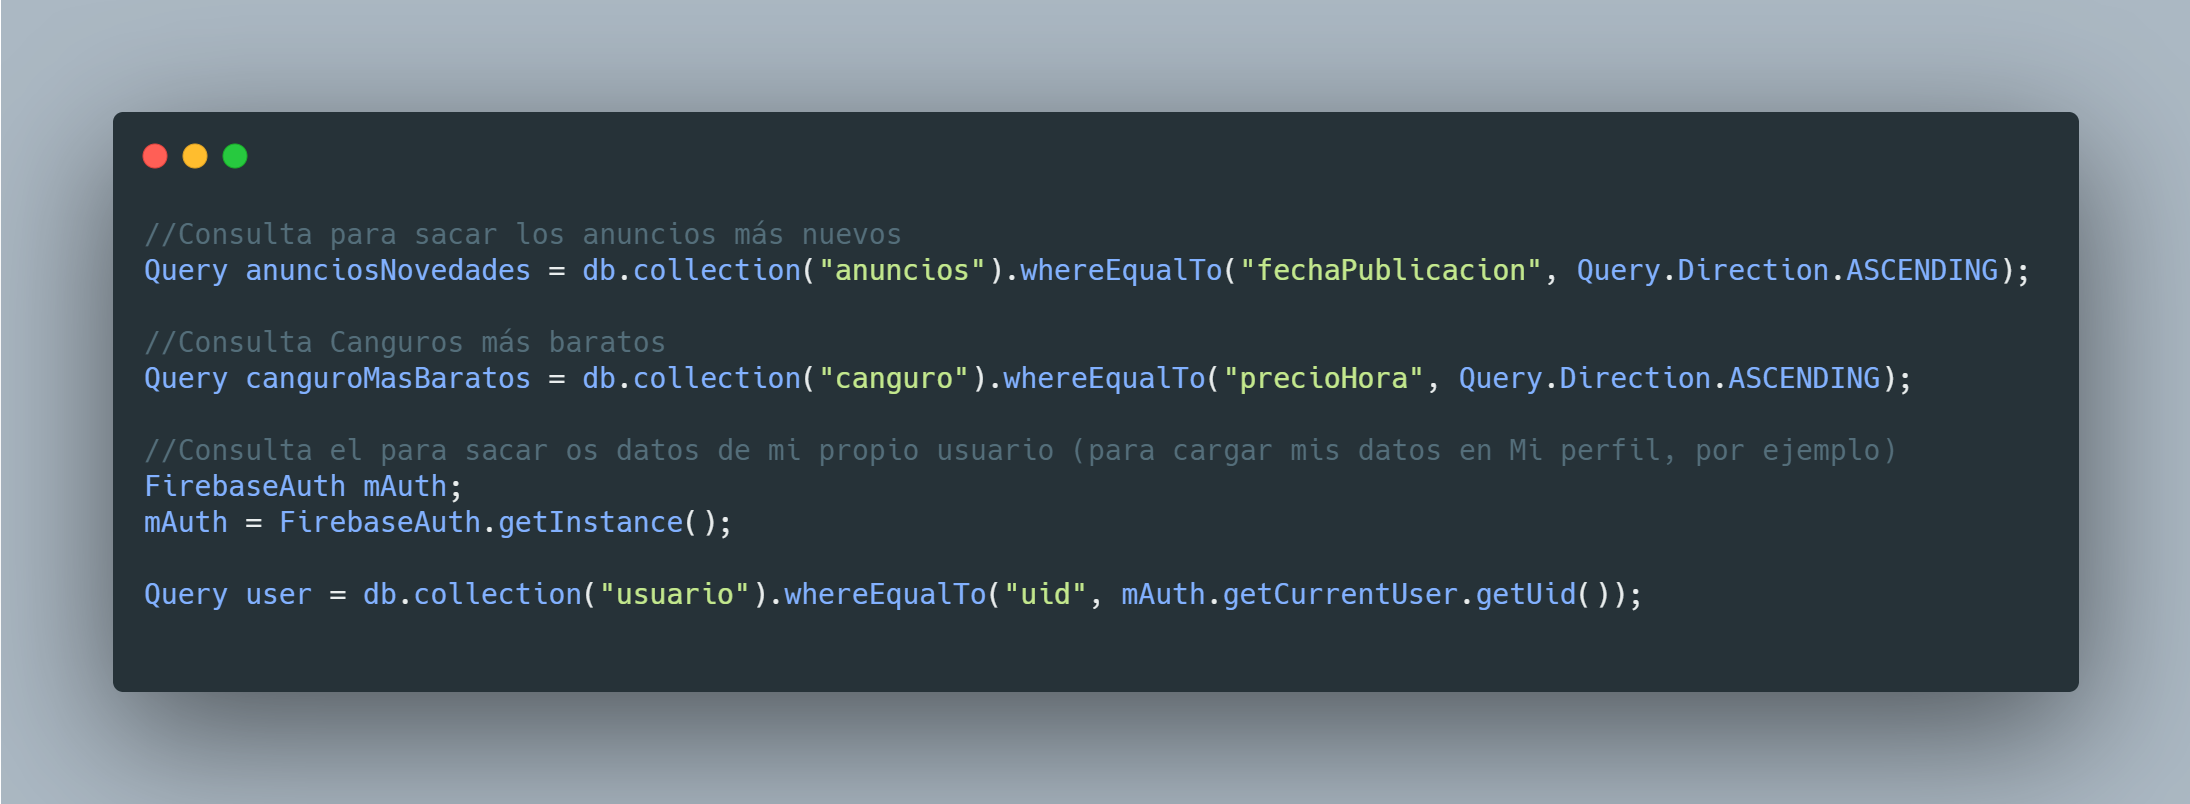 //Consulta para sacar los anuncios más nuevos
Query anunciosNovedades = db.collection("anuncios").whereEqualTo("fechaPublicacion", Query.Direction.ASCENDING);
//Consulta Canguros más baratos
Query canguroMasBaratos = db.collection("canguro").whereEqualTo("precioHora", Query.Direction.ASCENDING);
//Consulta el para sacar os datos de mi propio usuario (para cargar mis datos en Mi perfil, por ejemplo)
FirebaseAuth mAuth;
mAuth = FirebaseAuth.getInstance();
Query user = db.collection("usuario").whereEqualTo("uid", mAuth.getCurrentUser.getUid());